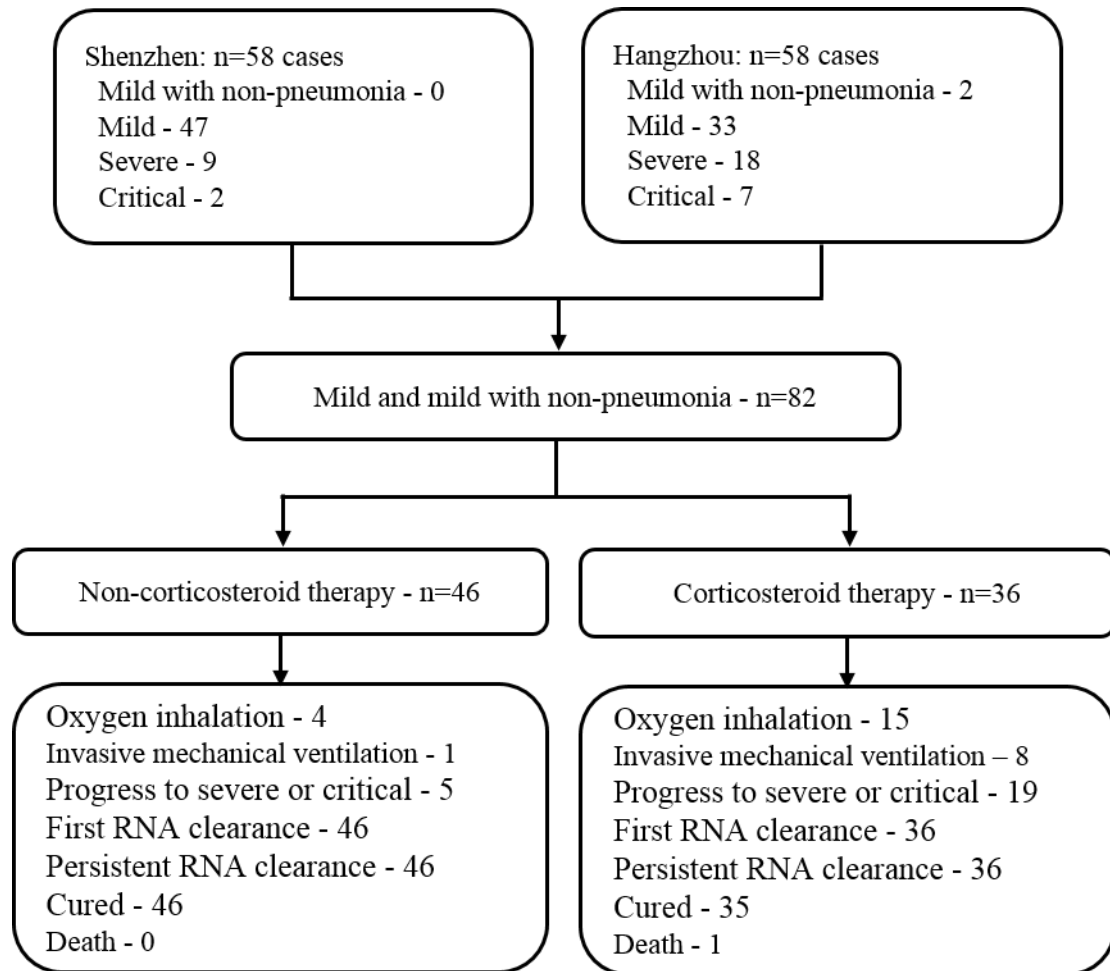 Shenzhen: n=58 cases
Mild with non-pneumonia - 0
Mild - 47
Severe - 9
Critical - 2
Hangzhou: n=58 cases
Mild with non-pneumonia - 2
Mild - 33
Severe - 18
Critical - 7
Mild and mild with non-pneumonia - n=82
Non-corticosteroid therapy - n=46
Corticosteroid therapy - n=36
Oxygen inhalation - 4
Invasive mechanical ventilation - 1
Progress to severe or critical - 5
First RNA clearance - 46
Persistent RNA clearance - 46
Cured - 46
Death - 0
Oxygen inhalation - 15
Invasive mechanical ventilation – 8
Progress to severe or critical - 19
First RNA clearance - 36
Persistent RNA clearance - 36
Cured - 35
Death - 1